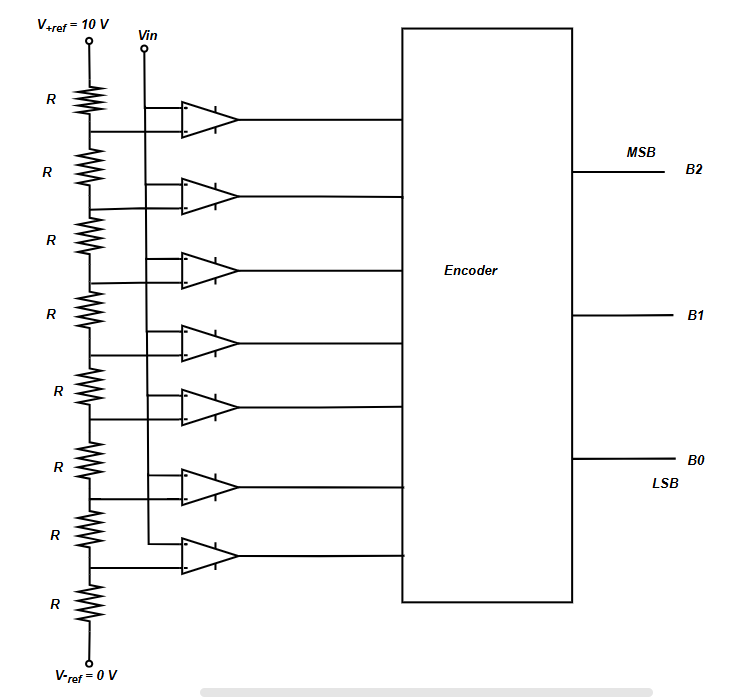 V+ref = 10 V
Vin
R
R
R
R
R
R
R
R
Encoder
MSB
B2
B1
B0
LSB
V-ref = 0 V